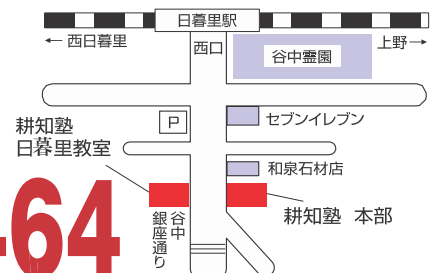 日暮里駅
← 西日暮里
西口
上野→
谷中霊園
P
セブンイレブン
耕知塾
日暮里教室
和泉石材店
耕知塾 本部
谷中
銀座通り
464